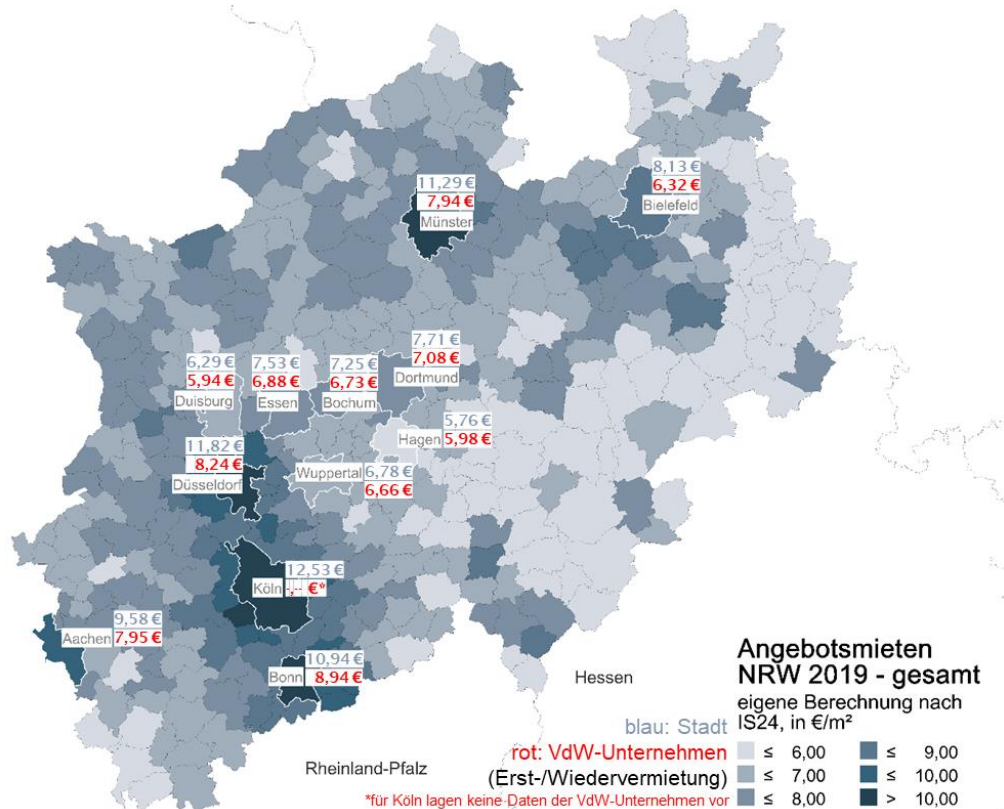 8,13 €
6,32 €
Bielefeld
11,29 €
7,94 €
Münster
7,71 €
7,08 €
Dortmund
6,29 €
5,94 €
Duisburg
7,53 €
6,88 €
Essen
7,25 €
6,73 €
Bochum
5,76 €
Hagen 5,98 €
11,82 €
8,24 €
Düsseldorf
Wuppertal 6,78 €
6,66 €
12,53 €
Köln -,-- €*
9,58 €
Aachen 7,95 €
10,94 €
Bonn 8,94 €
Hessen
Rheinland-Pfalz
blau: Stadt
rot: VdW-Unternehmen
(Erst-/Wiedervermietung)
*für Köln lagen keine Daten der VdW-Unternehmen vor
Angebotsmieten
NRW 2019 - gesamt
eigene Berechnung nach
IS24, in €/m²
≤ 6,00 ≤ 9,00
≤ 7,00 ≤ 10,00
≤ 8,00 > 10,00